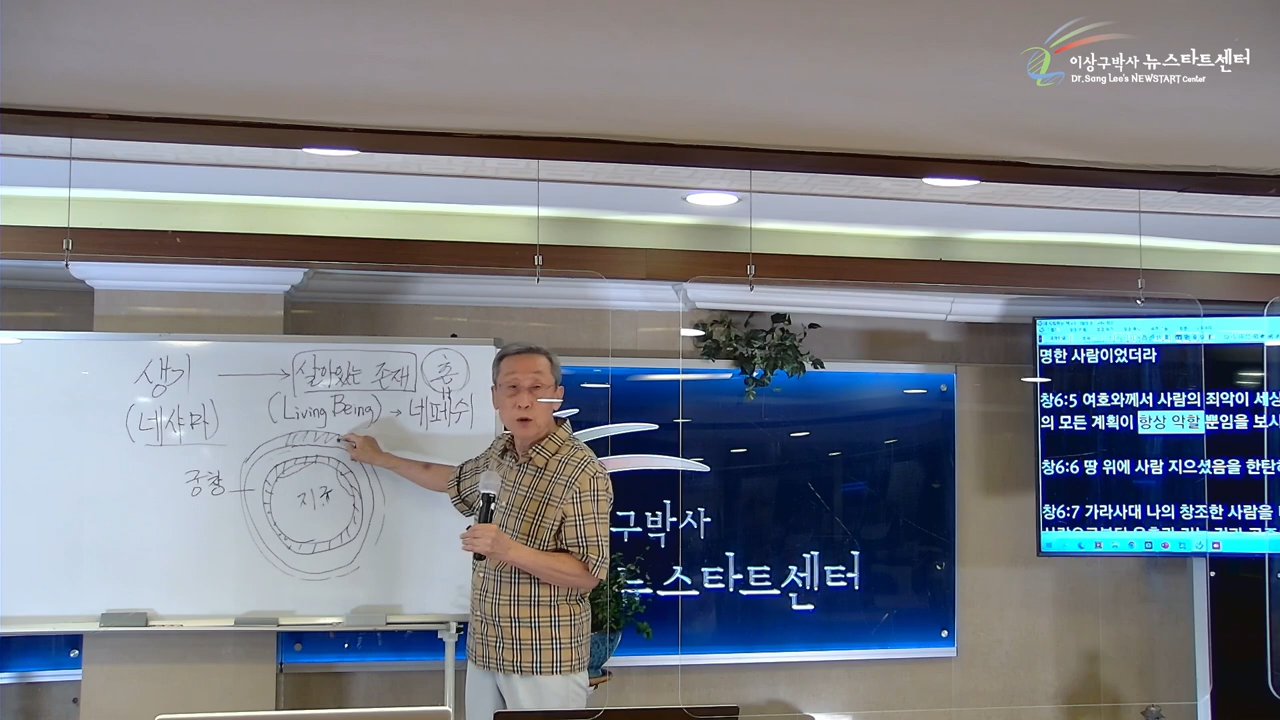 이상구박사 뉴스타트센터
Dr. Sang Lee's NEWSTART Center
생기 → 살아있는 존재 혼
(네샤마) (Living Being) → 네페쉬
궁창
지구
구박사
뉴스타트센터
명한 사람이었더라
창6:5 여호와께서 사람의 죄악이 세상
의 모든 계획이 항상 악할 뿐임을 보시
창6:6 땅 위에 사람 지으셨음을 한탄하
창6:7 가라사대 나의 창조한 사람을